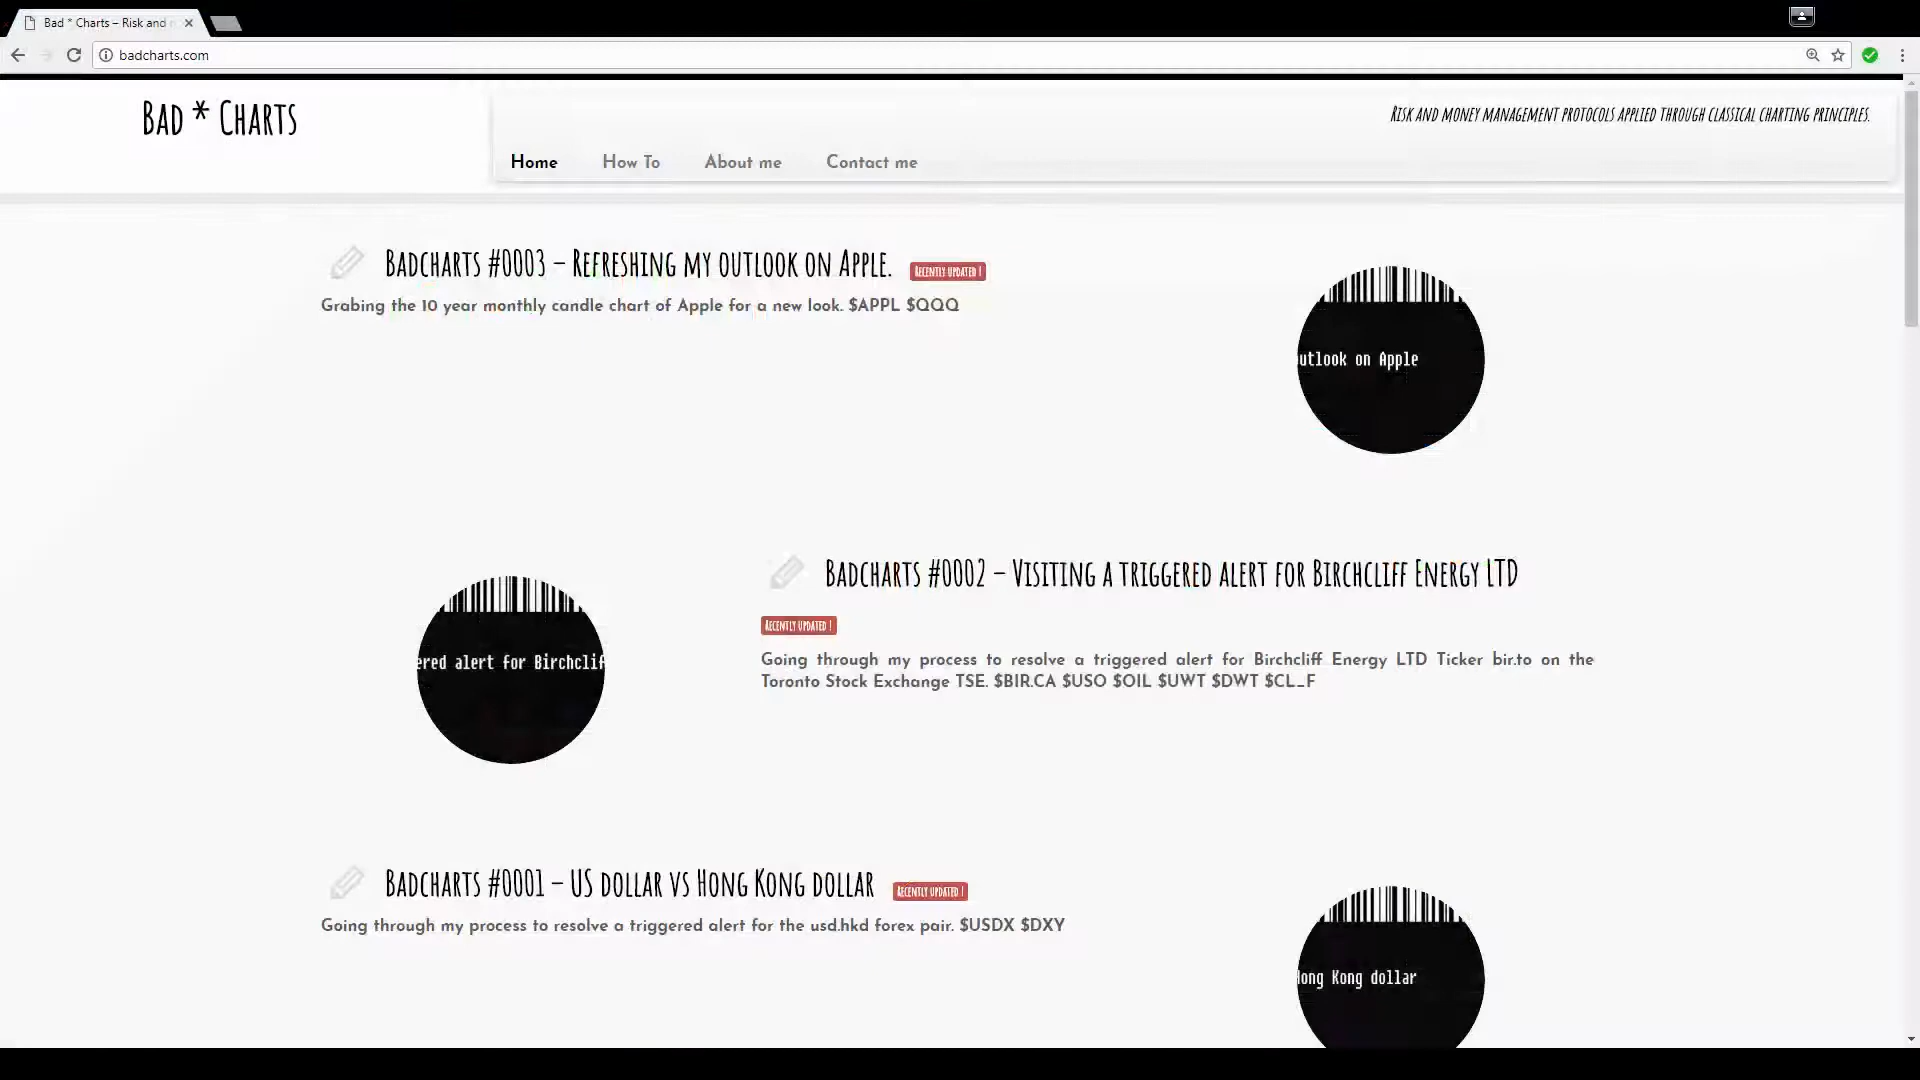 Bad * Charts – Risk and
badcharts.com
Bad * Charts
Risk and money management protocols applied through classical charting principles.
Home How To About me Contact me
Badcharts #0003 – Refreshing my outlook on Apple. Recently updated !
Grabing the 10 year monthly candle chart of Apple for a new look. $APPL $QQQ
utlook on Apple
Badcharts #0002 – Visiting a triggered alert for Birchcliff Energy LTD
Recently updated !
ered alert for Birchclif
Going through my process to resolve a triggered alert for Birchcliff Energy LTD Ticker bir.to on the
Toronto Stock Exchange TSE. $BIR.CA $USO $OIL $UWT $DWT $CL_F
Badcharts #0001 – US dollar vs Hong Kong dollar Recently updated !
Going through my process to resolve a triggered alert for the usd.hkd forex pair. $USDX $DXY
Hong Kong dollar